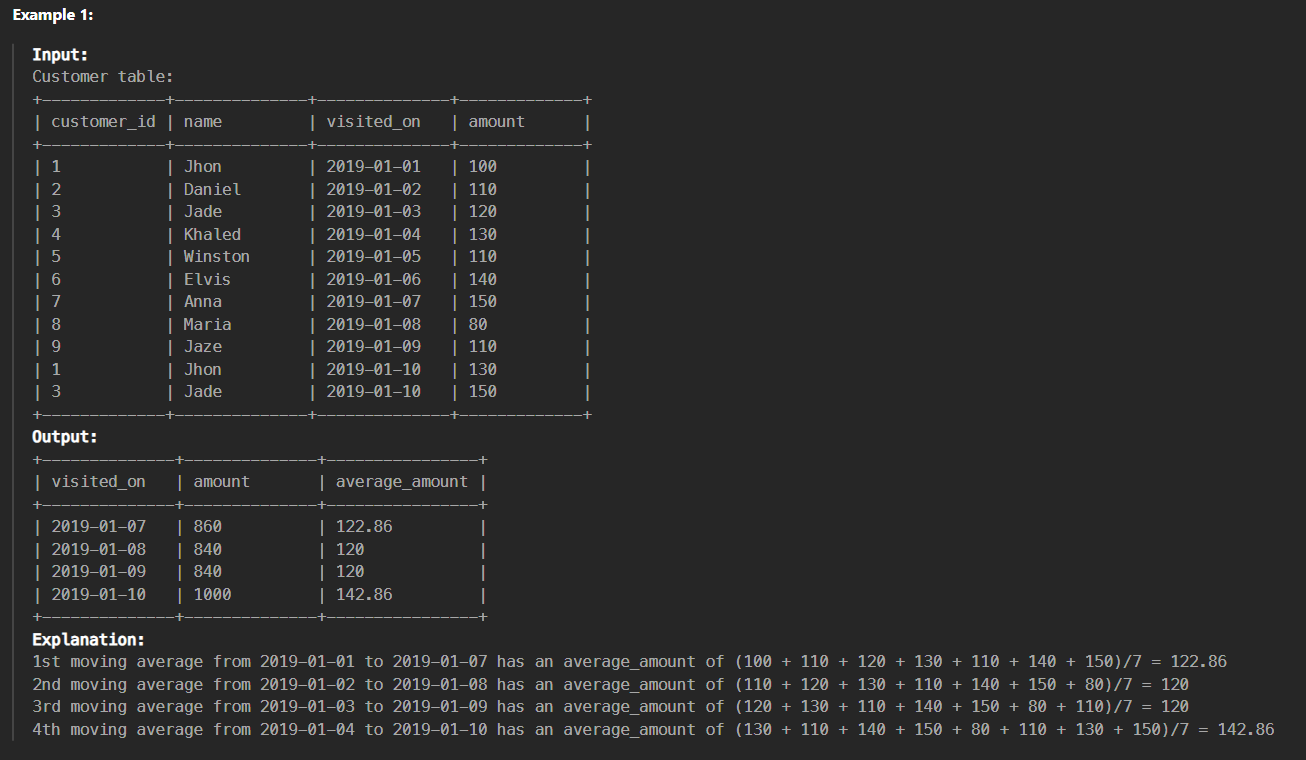 Example 1:
Input:
Customer table:
+-------------+--------------+--------------+-------------+
| customer_id | name         | visited_on   | amount      |
+-------------+--------------+--------------+-------------+
| 1           | Jhon         | 2019-01-01   | 100         |
| 2           | Daniel       | 2019-01-02   | 110         |
| 3           | Jade         | 2019-01-03   | 120         |
| 4           | Khaled       | 2019-01-04   | 130         |
| 5           | Winston      | 2019-01-05   | 110         |
| 6           | Elvis        | 2019-01-06   | 140         |
| 7           | Anna         | 2019-01-07   | 150         |
| 8           | Maria        | 2019-01-08   | 80          |
| 9           | Jaze         | 2019-01-09   | 110         |
| 1           | Jhon         | 2019-01-10   | 130         |
| 3           | Jade         | 2019-01-10   | 150         |
+-------------+--------------+--------------+-------------+
Output:
+--------------+--------------+----------------+
| visited_on   | amount       | average_amount |
+--------------+--------------+----------------+
| 2019-01-07   | 860          | 122.86         |
| 2019-01-08   | 840          | 120            |
| 2019-01-09   | 840          | 120            |
| 2019-01-10   | 1000         | 142.86         |
+--------------+--------------+----------------+
Explanation:
1st moving average from 2019-01-01 to 2019-01-07 has an average_amount of (100 + 110 + 120 + 130 + 110 + 140 + 150)/7 = 122.86
2nd moving average from 2019-01-02 to 2019-01-08 has an average_amount of (110 + 120 + 130 + 110 + 140 + 150 + 80)/7 = 120
3rd moving average from 2019-01-03 to 2019-01-09 has an average_amount of (120 + 130 + 110 + 140 + 150 + 80 + 110)/7 = 120
4th moving average from 2019-01-04 to 2019-01-10 has an average_amount of (130 + 110 + 140 + 150 + 80 + 110 + 130 + 150)/7 = 142.86